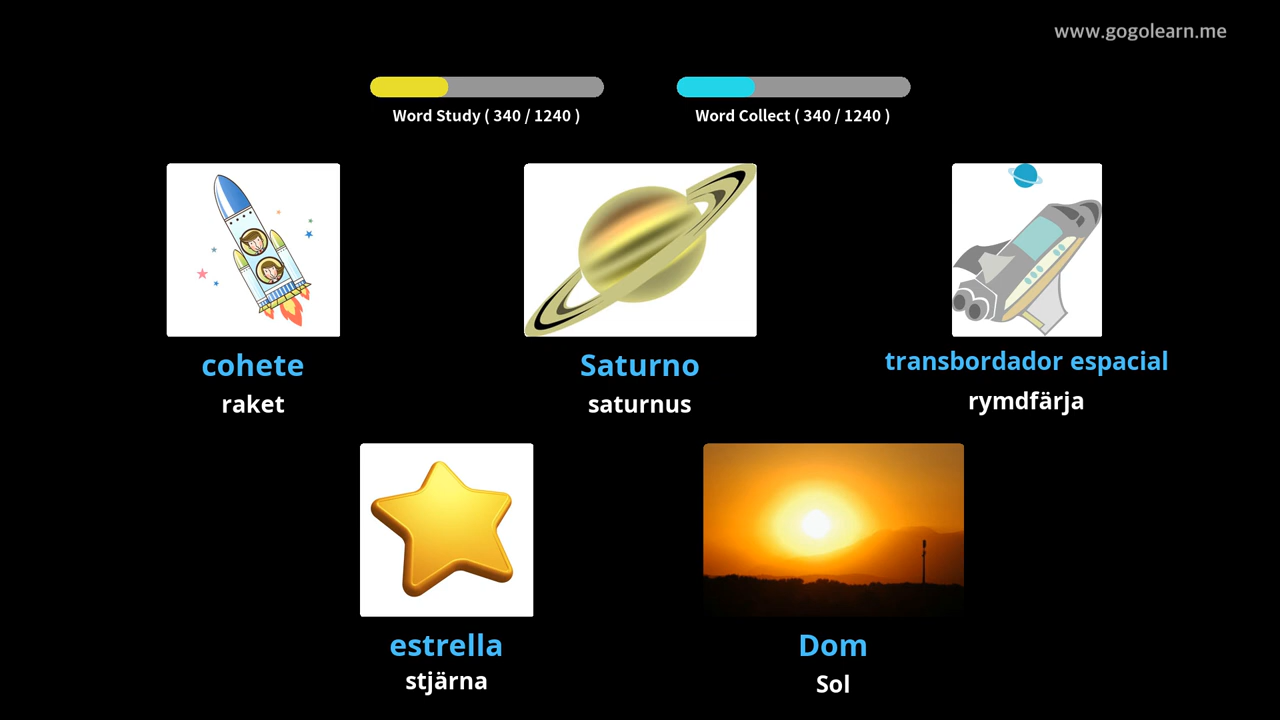 www.gogolearn.me
Word Study ( 340 / 1240 )
Word Collect ( 340 / 1240 )
cohete
raket
Saturno
saturnus
transbordador espacial
rymdfärja
estrella
stjärna
Dom
Sol